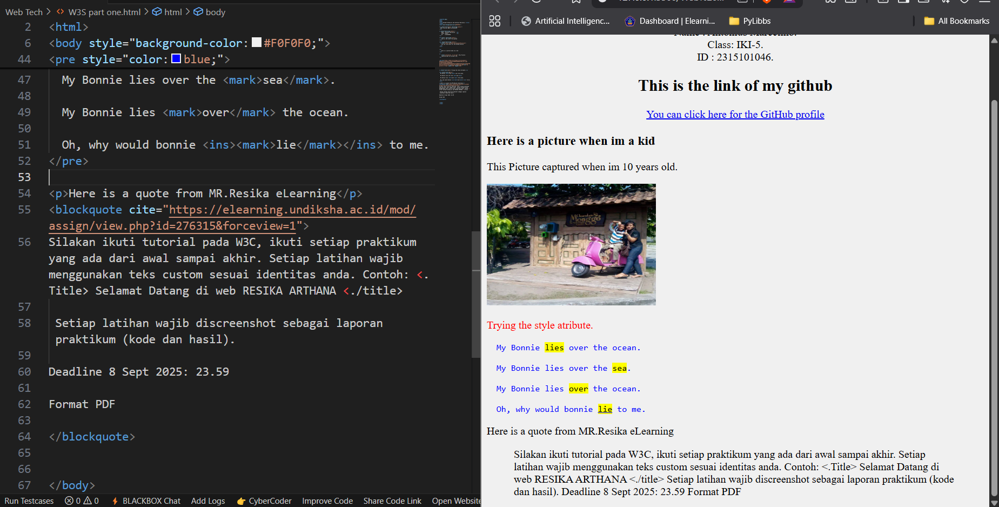 Web Tech > <> W3S part one.html > html > body
2 <html>
6 <body style="background-color: #F0F0F0;">
44 <pre style="color: blue;">
47 My Bonnie lies over the <mark>sea</mark>.
48
49 My Bonnie lies <mark>over</mark> the ocean.
50
51 Oh, why would bonnie <ins><mark>lie</mark></ins> to me.
52 </pre>
53
54 <p>Here is a quote from MR.Resika eLearning</p>
55 <blockquote cite="https://elearning.undiksha.ac.id/mod/
assign/view.php?id=276315&forceview=1">
56 Silakan ikuti tutorial pada W3C, ikuti setiap praktikum
yang ada dari awal sampai akhir. Setiap latihan wajib
menggunakan teks custom sesuai identitas anda. Contoh: <.
Title> Selamat Datang di web RESIKA ARTHANA <./title>
57
58 Setiap latihan wajib discreenshot sebagai laporan
praktikum (kode dan hasil).
59
60 Deadline 8 Sept 2025: 23.59
61
62 Format PDF
63
64 </blockquote>
65
66
67 </body>
Run Testcases 0 0 BLACKBOX Chat Add Logs CyberCoder Improve Code Share Code Link Open Website
Artificial Intelligenc... Dashboard | Elearni... PyLibbs All Bookmarks
Class: IKI-5.
ID : 2315101046.
This is the link of my github
You can click here for the GitHub profile
Here is a picture when im a kid
This Picture captured when im 10 years old.
Monggo
Trying the style atribute.
My Bonnie lies over the ocean.
My Bonnie lies over the sea.
My Bonnie lies over the ocean.
Oh, why would bonnie lie to me.
Here is a quote from MR.Resika eLearning
Silakan ikuti tutorial pada W3C, ikuti setiap praktikum yang ada dari awal sampai akhir. Setiap
latihan wajib menggunakan teks custom sesuai identitas anda. Contoh: <.Title> Selamat Datang di
web RESIKA ARTHANA <./title> Setiap latihan wajib discreenshot sebagai laporan praktikum (kode
dan hasil). Deadline 8 Sept 2025: 23.59 Format PDF